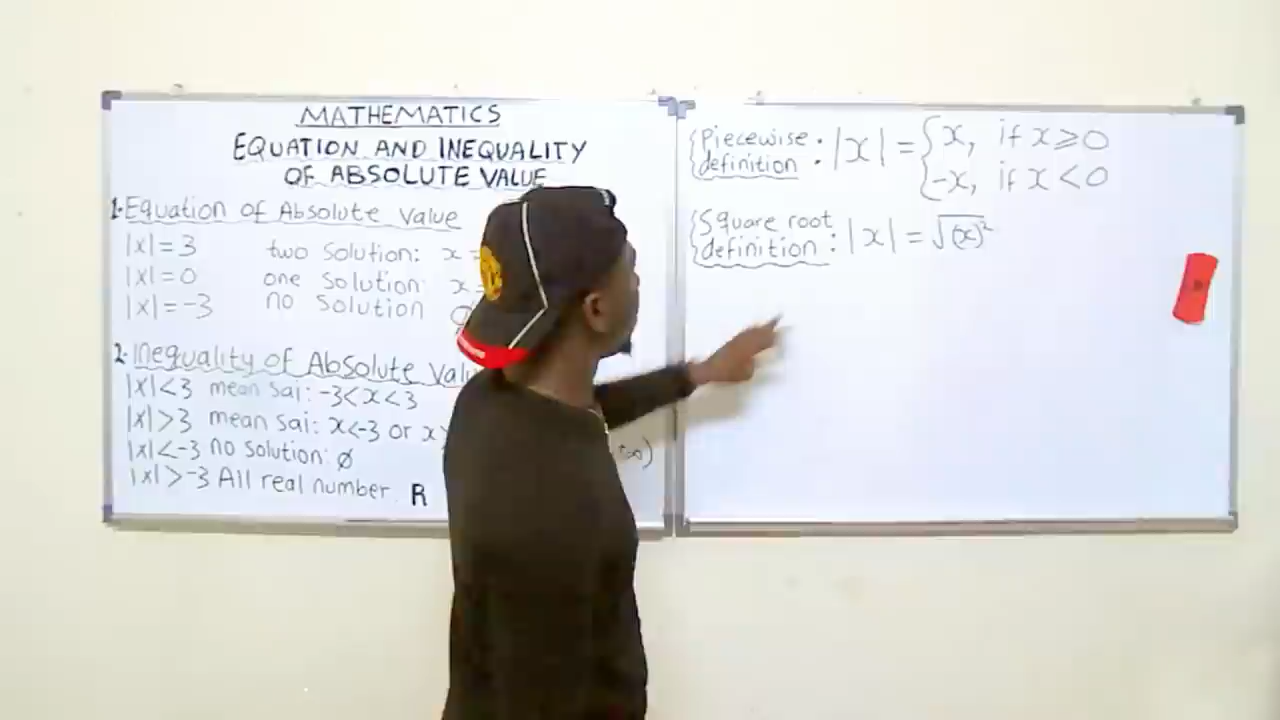 MATHEMATICS
EQUATION AND INEQUALITY
OF ABSOLUTE VALUE
1. Equation of Absolute Value
|x| = 3 two solution: x =
|x| = 0 one solution: x =
|x| = -3 no solution
2. Inequality of Absolute Valu
|x| < 3 mean sai: -3 < x < 3
|x| > 3 mean sai: x < -3 or x >
|x| < -3 no solution: ∅
|x| > -3 All real number R
Piecewise definition : |x| = { x, if x ≥ 0
-x, if x < 0
Square root definition : |x| = √(x)²